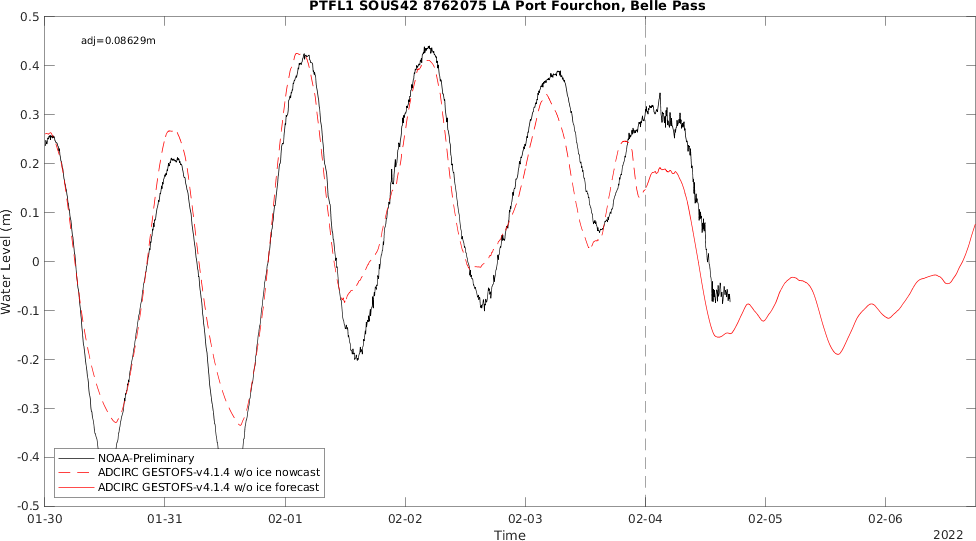 PTFL1 SOUS42 8762075 LA Port Fourchon, Belle Pass
adj=0.08629m
Water Level (m)
0.5
0.4
0.3
0.2
0.1
0
-0.1
-0.2
-0.3
-0.4
-0.5
NOAA-Preliminary
ADCIRC GESTOFS-v4.1.4 w/o ice nowcast
ADCIRC GESTOFS-v4.1.4 w/o ice forecast
01-30 01-31 02-01 02-02 02-03 02-04 02-05 02-06
Time
2022